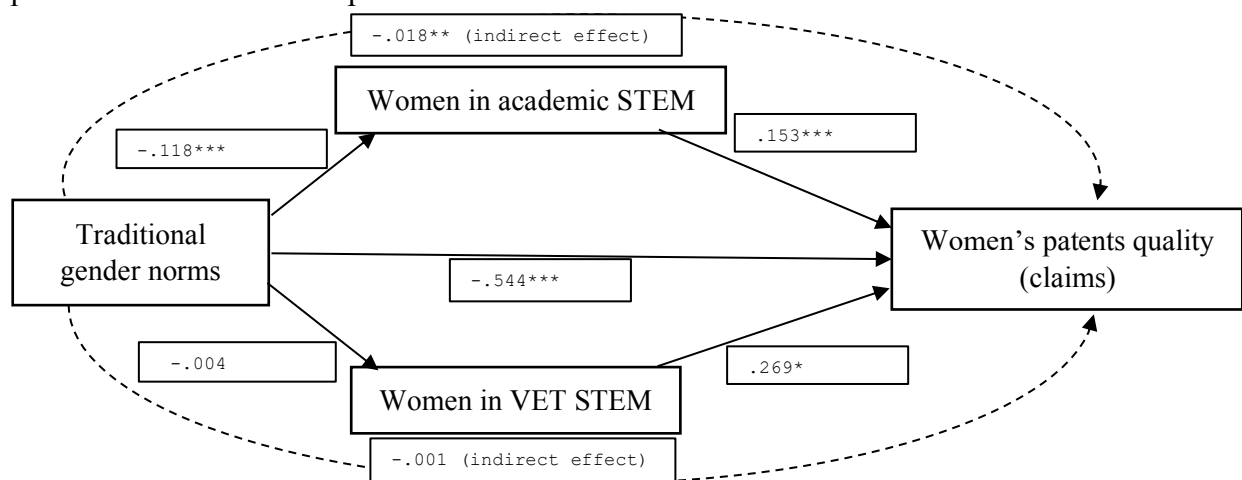 -.018** (indirect effect)
Women in academic STEM
-.118***
.153***
Traditional
gender norms
Women's patents quality
(claims)
-.544***
-.004
.269*
Women in VET STEM
-.001 (indirect effect)